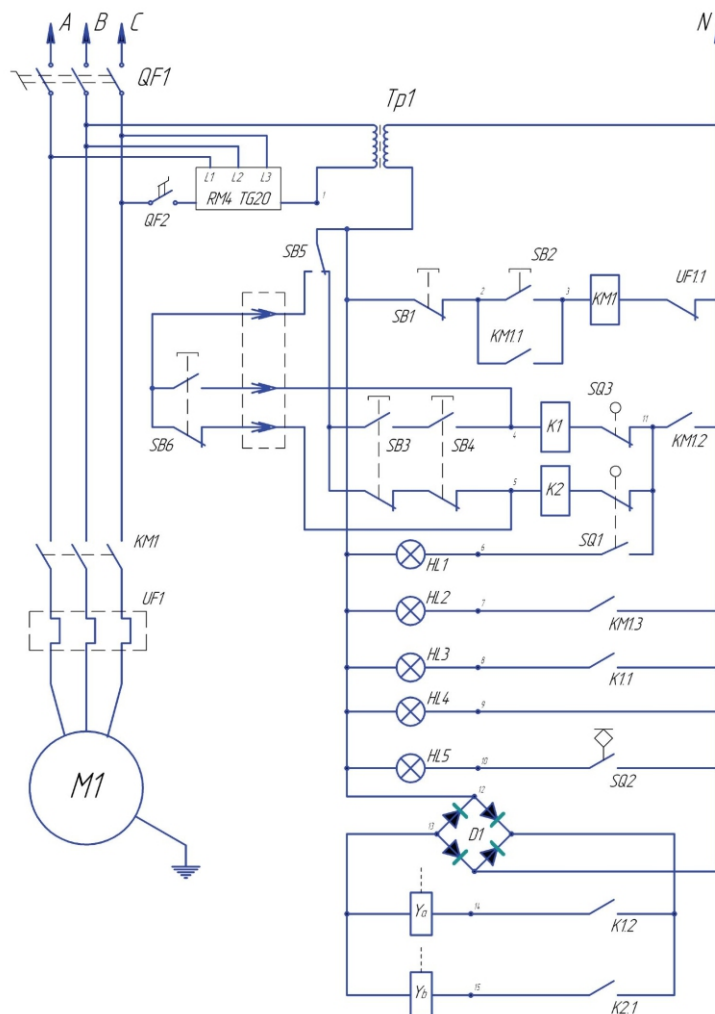 A B C N
QF1
Tp1
L1 L2 L3
RM4 TG20
1
QF2
SB5
SB2
UF1.1
2
3
KM1
SB1
KM1.1
SQ3
11
SB6
SB3
SB4
4
K1
KM1.2
5
K2
KM1
SQ1
6
HL1
UF1
HL2
7
KM1.3
HL3
8
K1.1
HL4
9
HL5
10
SQ2
M1
12
13
D1
Ya
14
K1.2
Yb
15
K2.1